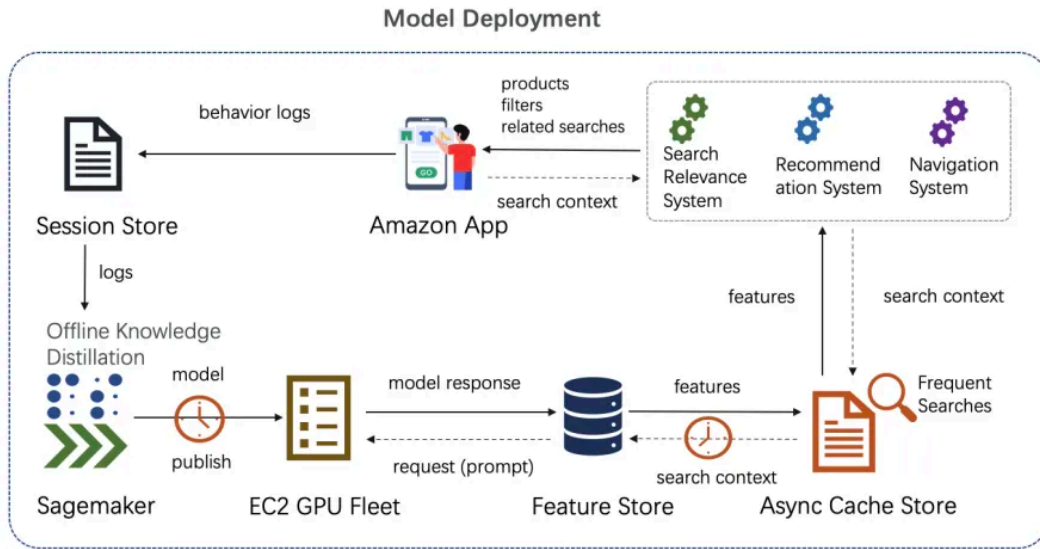 Model Deployment
products
filters
related searches
behavior logs
GO
search context
Search
Relevance
System
Recommend
ation System
Navigation
System
Session Store
Amazon App
logs
features
search context
Offline Knowledge
Distillation
model
publish
model response
request (prompt)
features
search context
Frequent
Searches
Sagemaker
EC2 GPU Fleet
Feature Store
Async Cache Store